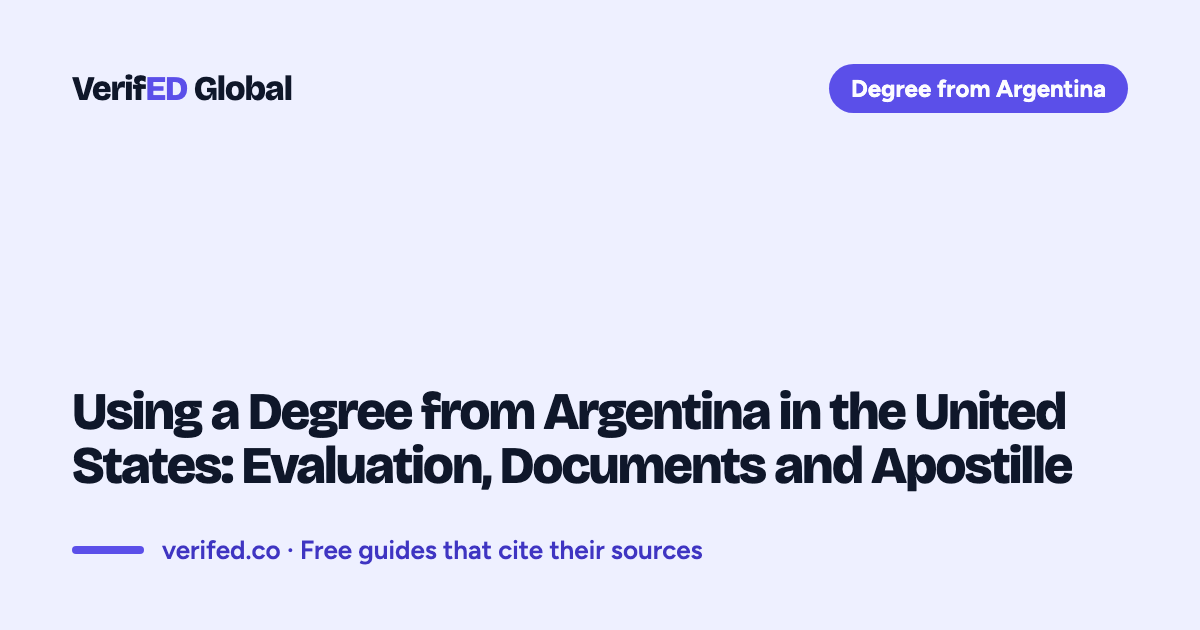 VerifED Global
Degree from Argentina
Using a Degree from Argentina in the United
States: Evaluation, Documents and Apostille
verifed.co · Free guides that cite their sources